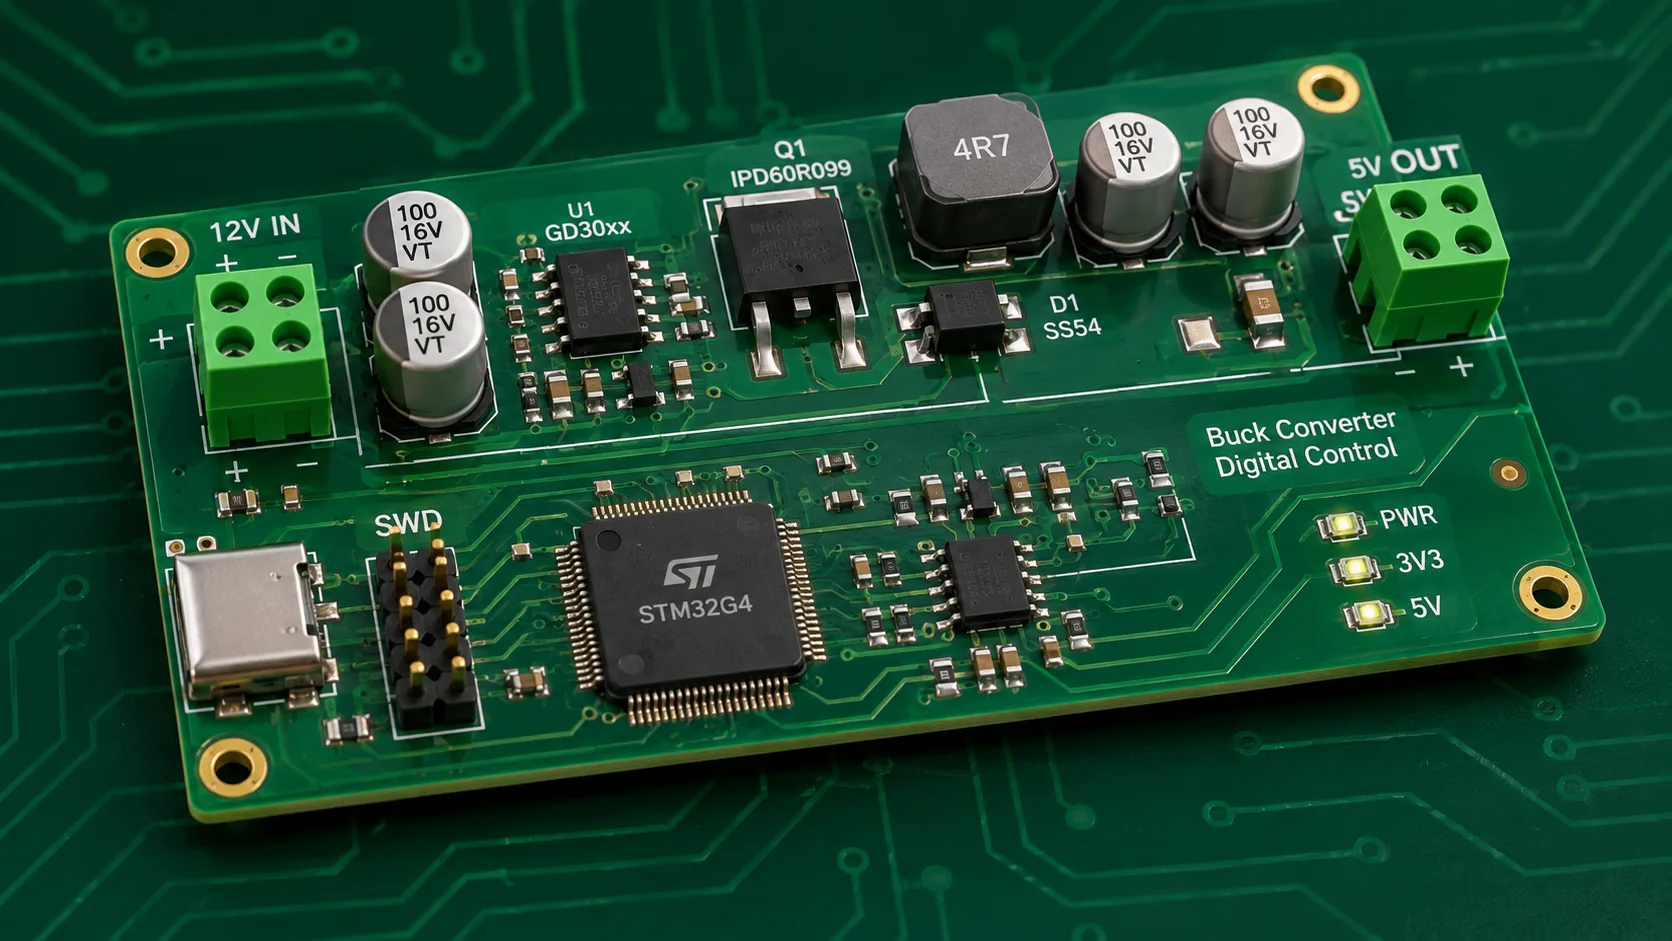 12V IN
+ -
+
+ -
100
16V
VT
100
16V
VT
U1
GD30xx
Q1
IPD60R099
4R7
100
16V
VT
100
16V
VT
5V OUT
5V
- +
D1
SS54
Buck Converter
Digital Control
SWD
ST
STM32G4
PWR
3V3
5V